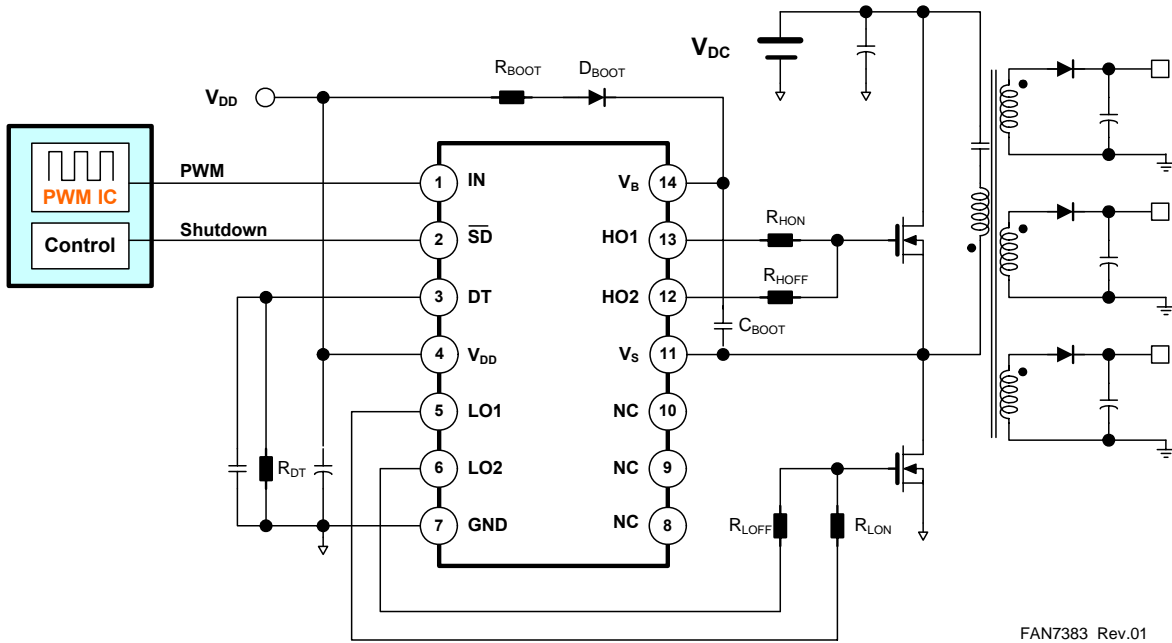 VDC
RBOOT
DBOOT
VDD
PWM IC
Control
PWM
Shutdown
1 IN
2 SD
3 DT
4 VDD
5 LO1
6 LO2
7 GND
VB 14
HO1 13
HO2 12
VS 11
NC 10
NC 9
NC 8
RHON
RHOFF
CBOOT
RDT
RLOFF
RLON
FAN7383 Rev.01